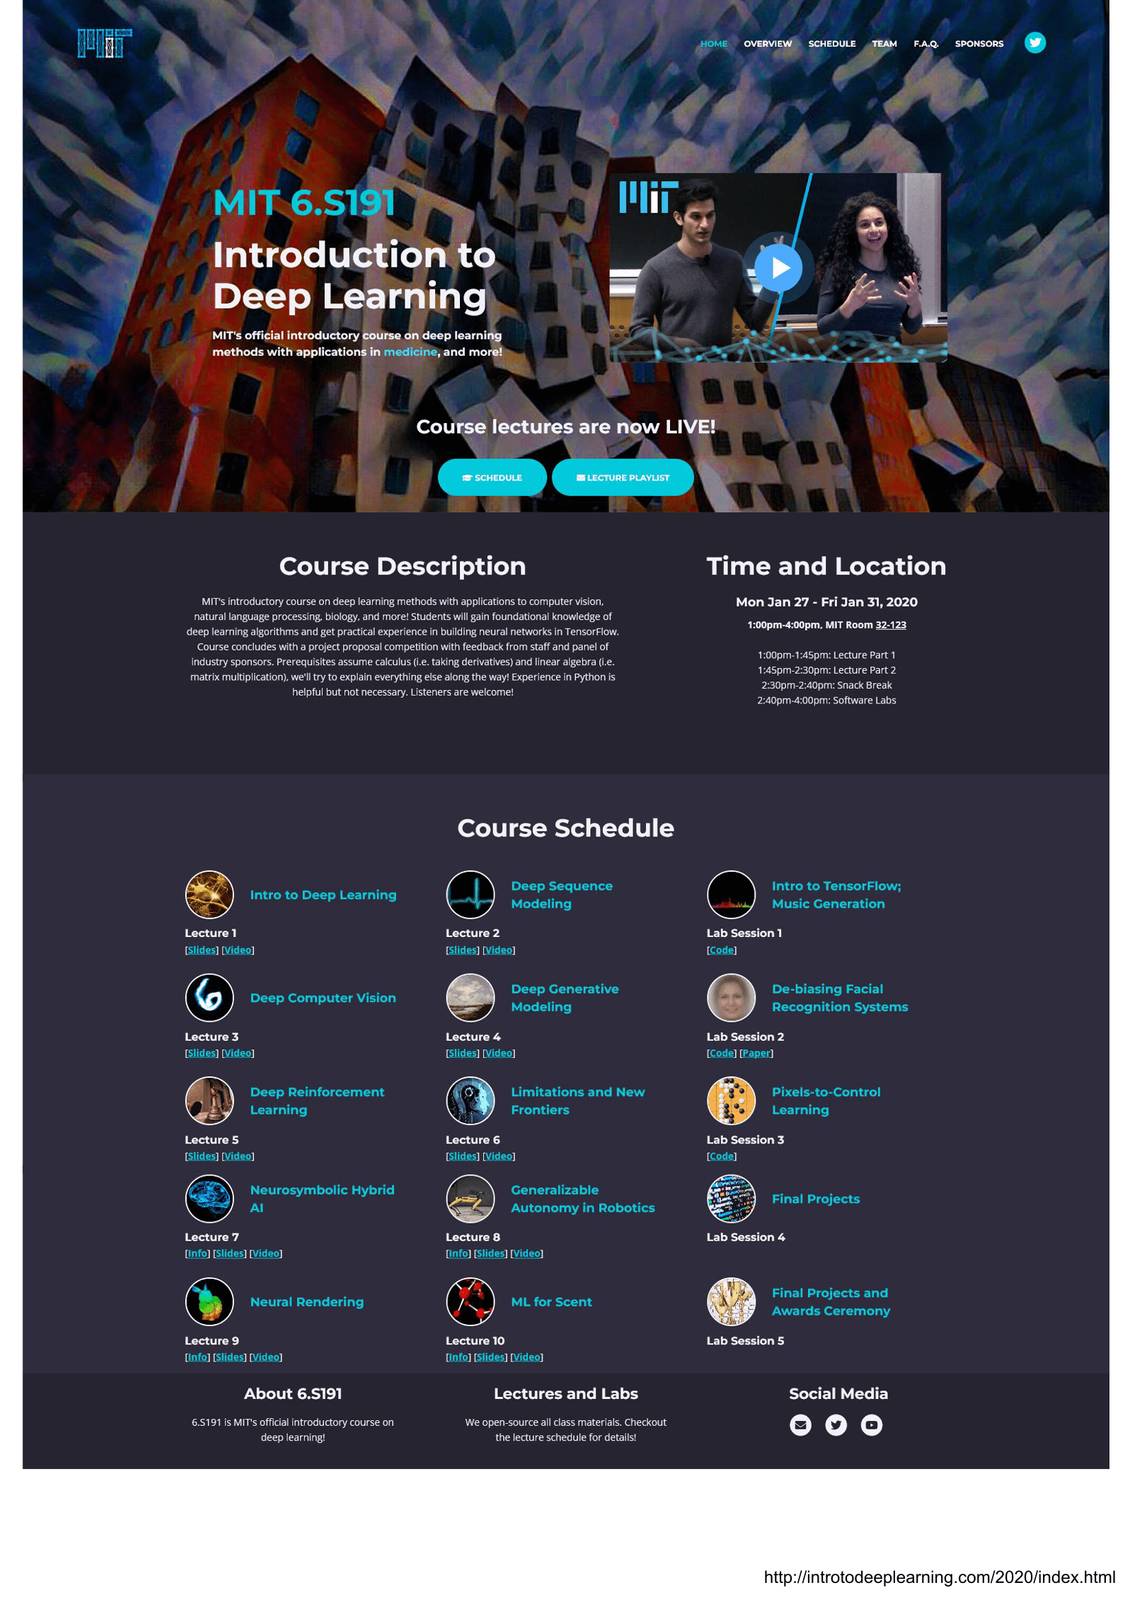 MIT
HOME OVERVIEW SCHEDULE TEAM F.A.Q. SPONSORS
MIT 6.S191
Introduction to
Deep Learning
MIT's official introductory course on deep learning
methods with applications in medicine, and more!
MIT
Course lectures are now LIVE!
SCHEDULE
LECTURE PLAYLIST
Course Description
MIT's introductory course on deep learning methods with applications to computer vision,
natural language processing, biology, and more! Students will gain foundational knowledge of
deep learning algorithms and get practical experience in building neural networks in TensorFlow.
Course concludes with a project proposal competition with feedback from staff and panel of
industry sponsors. Prerequisites assume calculus (i.e. taking derivatives) and linear algebra (i.e.
matrix multiplication), we'll try to explain everything else along the way! Experience in Python is
helpful but not necessary. Listeners are welcome!
Time and Location
Mon Jan 27 - Fri Jan 31, 2020
1:00pm-4:00pm, MIT Room 32-123
1:00pm-1:45pm: Lecture Part 1
1:45pm-2:30pm: Lecture Part 2
2:30pm-2:40pm: Snack Break
2:40pm-4:00pm: Software Labs
Course Schedule
Intro to Deep Learning
Lecture 1
[Slides] [Video]
Deep Sequence
Modeling
Lecture 2
[Slides] [Video]
Intro to TensorFlow;
Music Generation
Lab Session 1
[Code]
Deep Computer Vision
Lecture 3
[Slides] [Video]
Deep Generative
Modeling
Lecture 4
[Slides] [Video]
De-biasing Facial
Recognition Systems
Lab Session 2
[Code] [Paper]
Deep Reinforcement
Learning
Lecture 5
[Slides] [Video]
Limitations and New
Frontiers
Lecture 6
[Slides] [Video]
Pixels-to-Control
Learning
Lab Session 3
[Code]
Neurosymbolic Hybrid
AI
Lecture 7
[Info] [Slides] [Video]
Generalizable
Autonomy in Robotics
Lecture 8
[Info] [Slides] [Video]
Final Projects
Lab Session 4
Neural Rendering
Lecture 9
[Info] [Slides] [Video]
ML for Scent
Lecture 10
[Info] [Slides] [Video]
Final Projects and
Awards Ceremony
Lab Session 5
About 6.S191
6.S191 is MIT's official introductory course on
deep learning!
Lectures and Labs
We open-source all class materials. Checkout
the lecture schedule for details!
Social Media
http://introtodeeplearning.com/2020/index.html